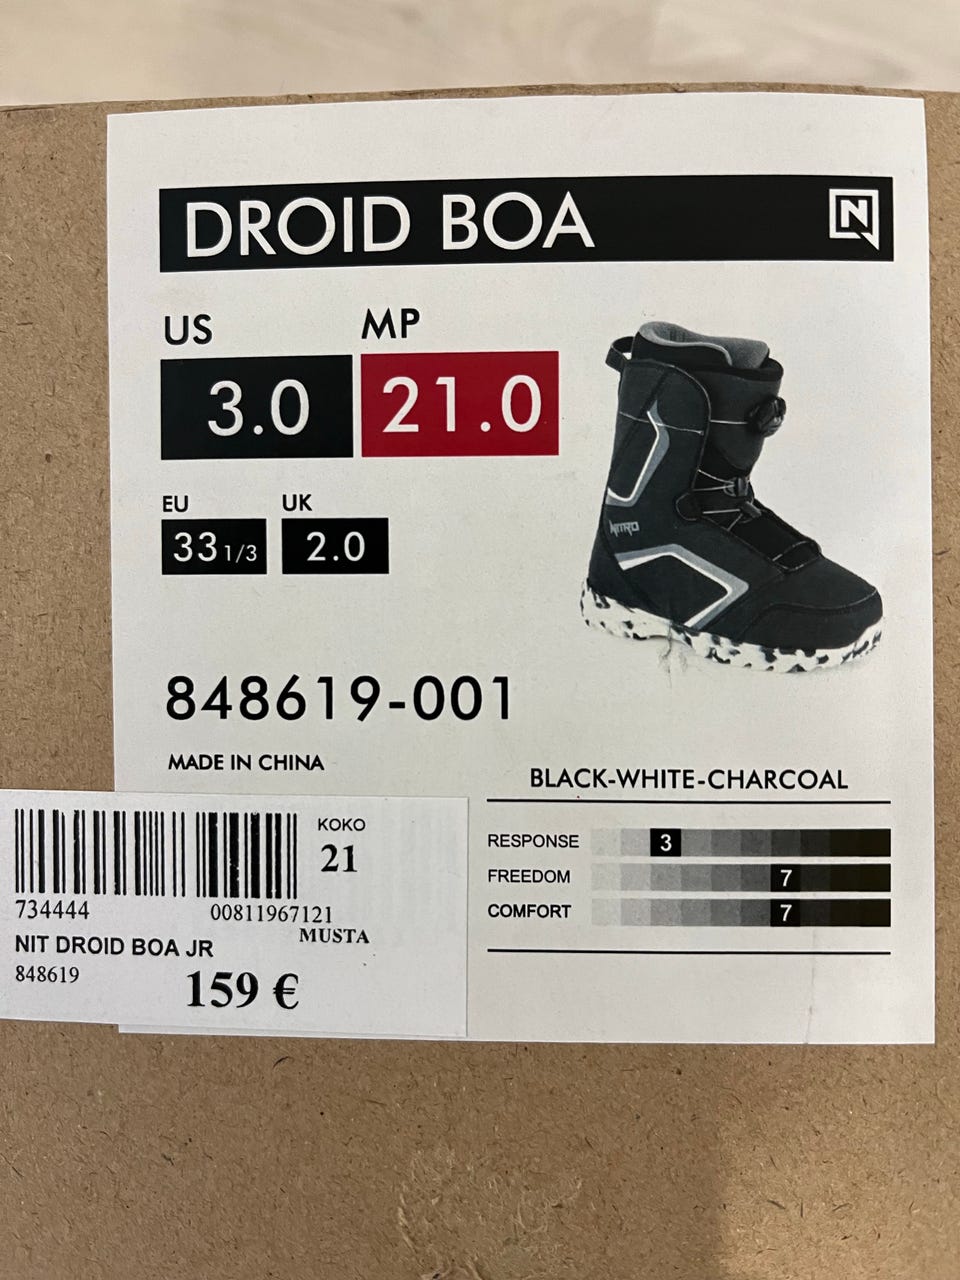 DROID BOA N
US MP
3.0 21.0
EU UK
33 1/3 2.0
NITRO
848619-001
MADE IN CHINA
BLACK-WHITE-CHARCOAL
RESPONSE 3
FREEDOM 7
COMFORT 7
KOKO
21
734444 00811967121
MUSTA
NIT DROID BOA JR
848619
159 €